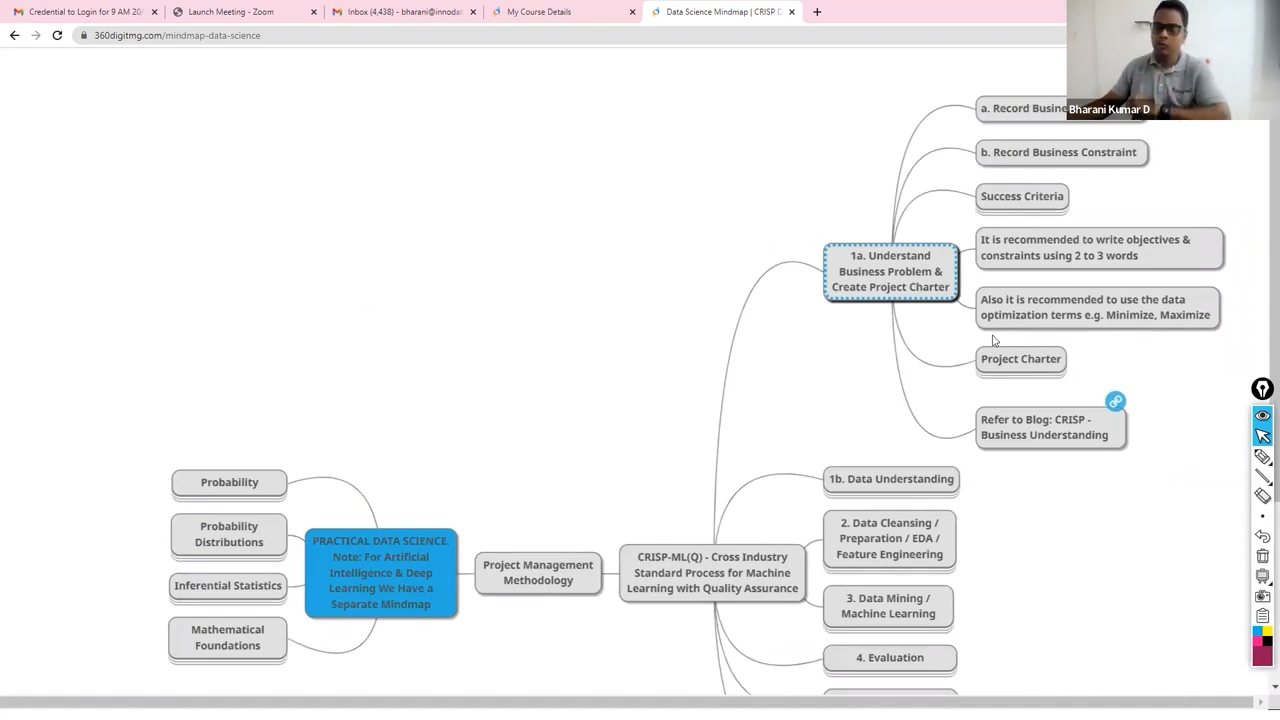 Credential to Login for 9 AM 20
Launch Meeting - Zoom
Inbox (4,438) - bharani@innodat
My Course Details
Data Science Mindmap | CRISP D
360digitmg.com/mindmap-data-science
Bharani Kumar D
a. Record Busine
b. Record Business Constraint
Success Criteria
It is recommended to write objectives &
constraints using 2 to 3 words
1a. Understand
Business Problem &
Create Project Charter
Also it is recommended to use the data
optimization terms e.g. Minimize, Maximize
Project Charter
Refer to Blog: CRISP -
Business Understanding
Probability
Probability
Distributions
Inferential Statistics
Mathematical
Foundations
PRACTICAL DATA SCIENCE.
Note: For Artificial
Intelligence & Deep
Learning We Have a
Separate Mindmap
Project Management
Methodology
CRISP-ML(Q) - Cross Industry
Standard Process for Machine
Learning with Quality Assurance
1b. Data Understanding
2. Data Cleansing /
Preparation / EDA /
Feature Engineering
3. Data Mining /
Machine Learning
4. Evaluation